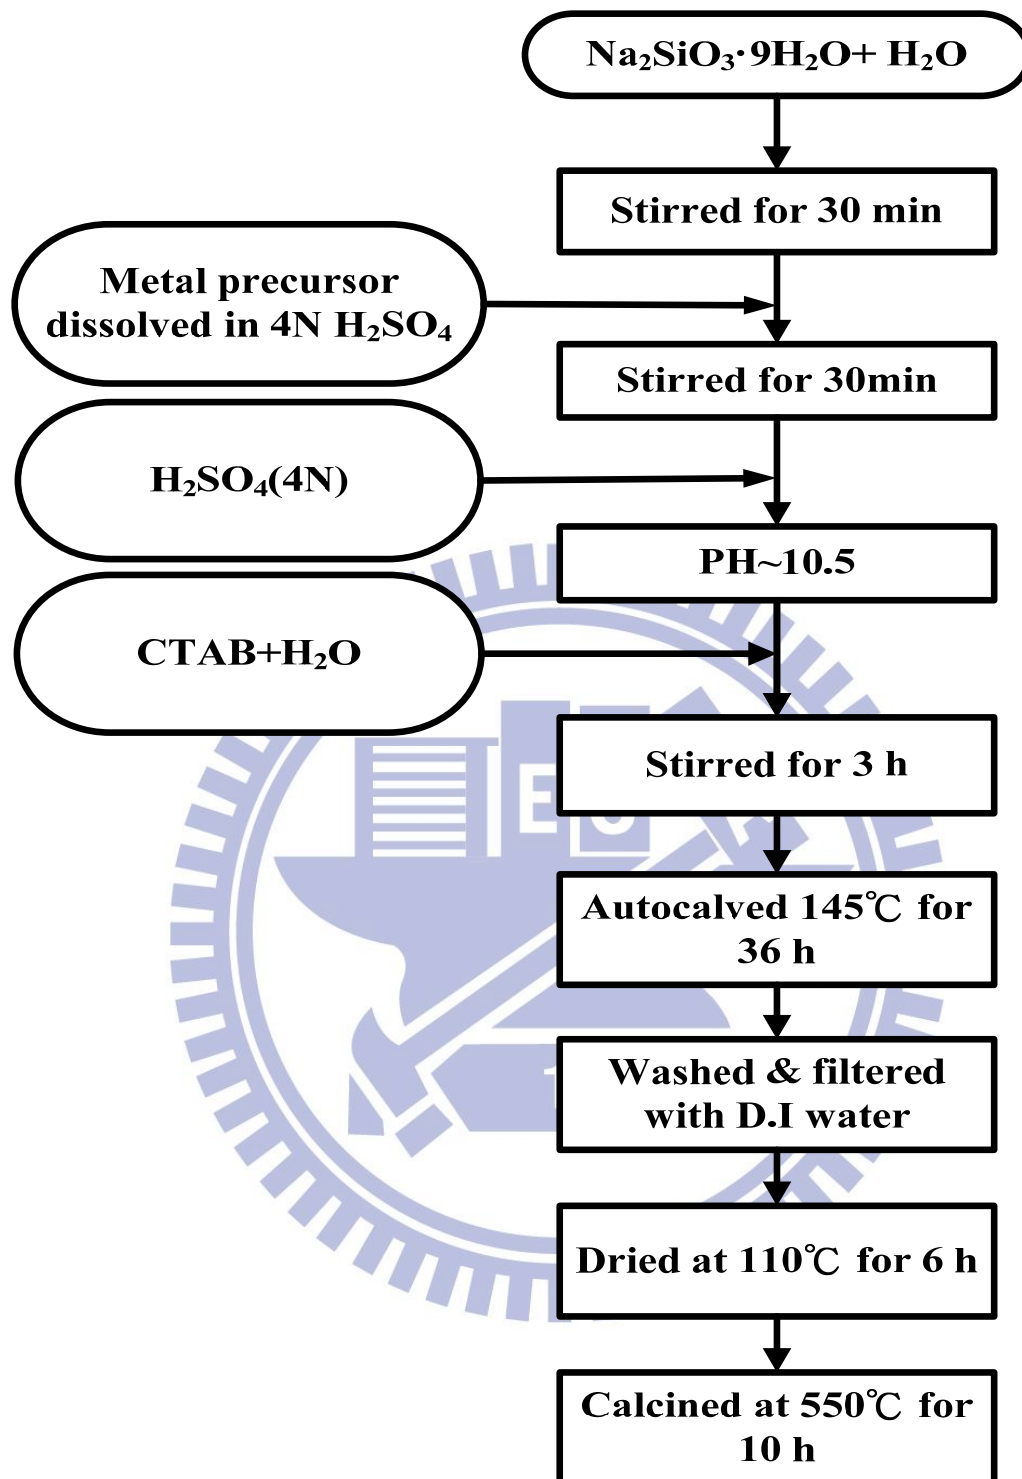 Na₂SiO₃·9H₂O+ H₂O
Stirred for 30 min
Metal precursor
dissolved in 4N H₂SO₄
Stirred for 30min
H₂SO₄(4N)
PH~10.5
CTAB+H₂O
Stirred for 3 h
Autocalved 145℃ for
36 h
Washed & filtered
with D.I water
Dried at 110℃ for 6 h
Calcined at 550℃ for
10 h